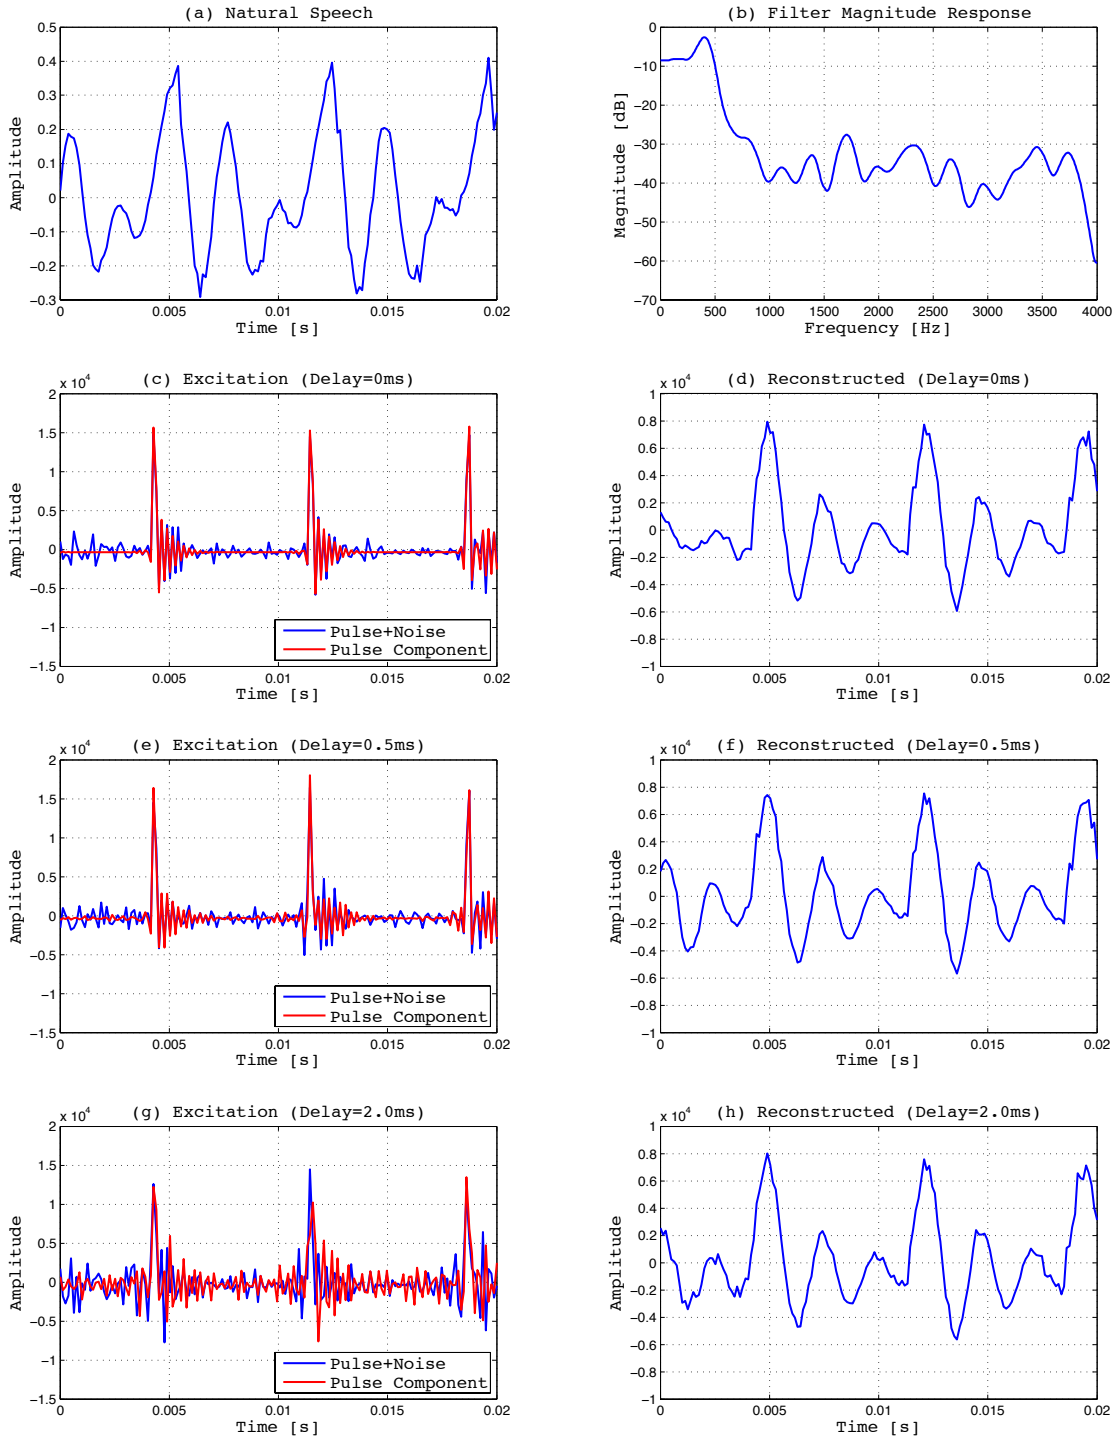 (a) Natural Speech
0.5
0.4
0.3
0.2
0.1
0
−0.1
−0.2
−0.3
Amplitude
0 0.005 0.01 0.015 0.02
Time [s]
(b) Filter Magnitude Response
0
−10
−20
−30
−40
−50
−60
−70
Magnitude [dB]
0 500 1000 1500 2000 2500 3000 3500 4000
Frequency [Hz]
(c) Excitation (Delay=0ms)
x 10^4
2
1.5
1
0.5
0
−0.5
−1
−1.5
Amplitude
Pulse+Noise
Pulse Component
0 0.005 0.01 0.015 0.02
Time [s]
(d) Reconstructed (Delay=0ms)
x 10^4
1
0.8
0.6
0.4
0.2
0
−0.2
−0.4
−0.6
−0.8
−1
Amplitude
0 0.005 0.01 0.015 0.02
Time [s]
(e) Excitation (Delay=0.5ms)
x 10^4
2
1.5
1
0.5
0
−0.5
−1
−1.5
Amplitude
Pulse+Noise
Pulse Component
0 0.005 0.01 0.015 0.02
Time [s]
(f) Reconstructed (Delay=0.5ms)
x 10^4
1
0.8
0.6
0.4
0.2
0
−0.2
−0.4
−0.6
−0.8
−1
Amplitude
0 0.005 0.01 0.015 0.02
Time [s]
(g) Excitation (Delay=2.0ms)
x 10^4
2
1.5
1
0.5
0
−0.5
−1
−1.5
Amplitude
Pulse+Noise
Pulse Component
0 0.005 0.01 0.015 0.02
Time [s]
(h) Reconstructed (Delay=2.0ms)
x 10^4
1
0.8
0.6
0.4
0.2
0
−0.2
−0.4
−0.6
−0.8
−1
Amplitude
0 0.005 0.01 0.015 0.02
Time [s]